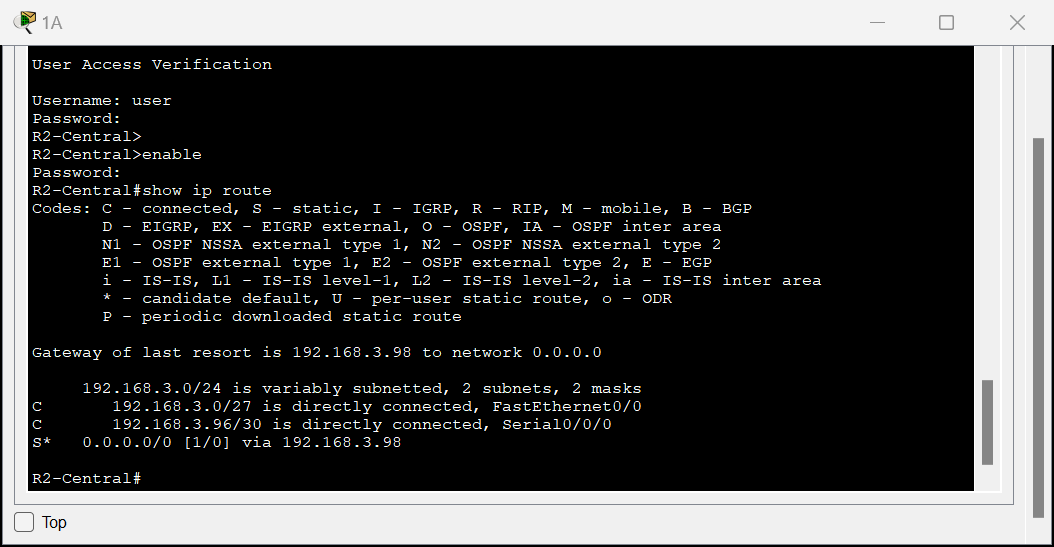 1A
User Access Verification
Username: user
Password:
R2-Central>
R2-Central>enable
Password:
R2-Central#show ip route
Codes: C - connected, S - static, I - IGRP, R - RIP, M - mobile, B - BGP
D - EIGRP, EX - EIGRP external, O - OSPF, IA - OSPF inter area
N1 - OSPF NSSA external type 1, N2 - OSPF NSSA external type 2
E1 - OSPF external type 1, E2 - OSPF external type 2, E - EGP
i - IS-IS, L1 - IS-IS level-1, L2 - IS-IS level-2, ia - IS-IS inter area
* - candidate default, U - per-user static route, o - ODR
P - periodic downloaded static route
Gateway of last resort is 192.168.3.98 to network 0.0.0.0
192.168.3.0/24 is variably subnetted, 2 subnets, 2 masks
C 192.168.3.0/27 is directly connected, FastEthernet0/0
C 192.168.3.96/30 is directly connected, Serial0/0/0
S* 0.0.0.0/0 [1/0] via 192.168.3.98
R2-Central#
Top